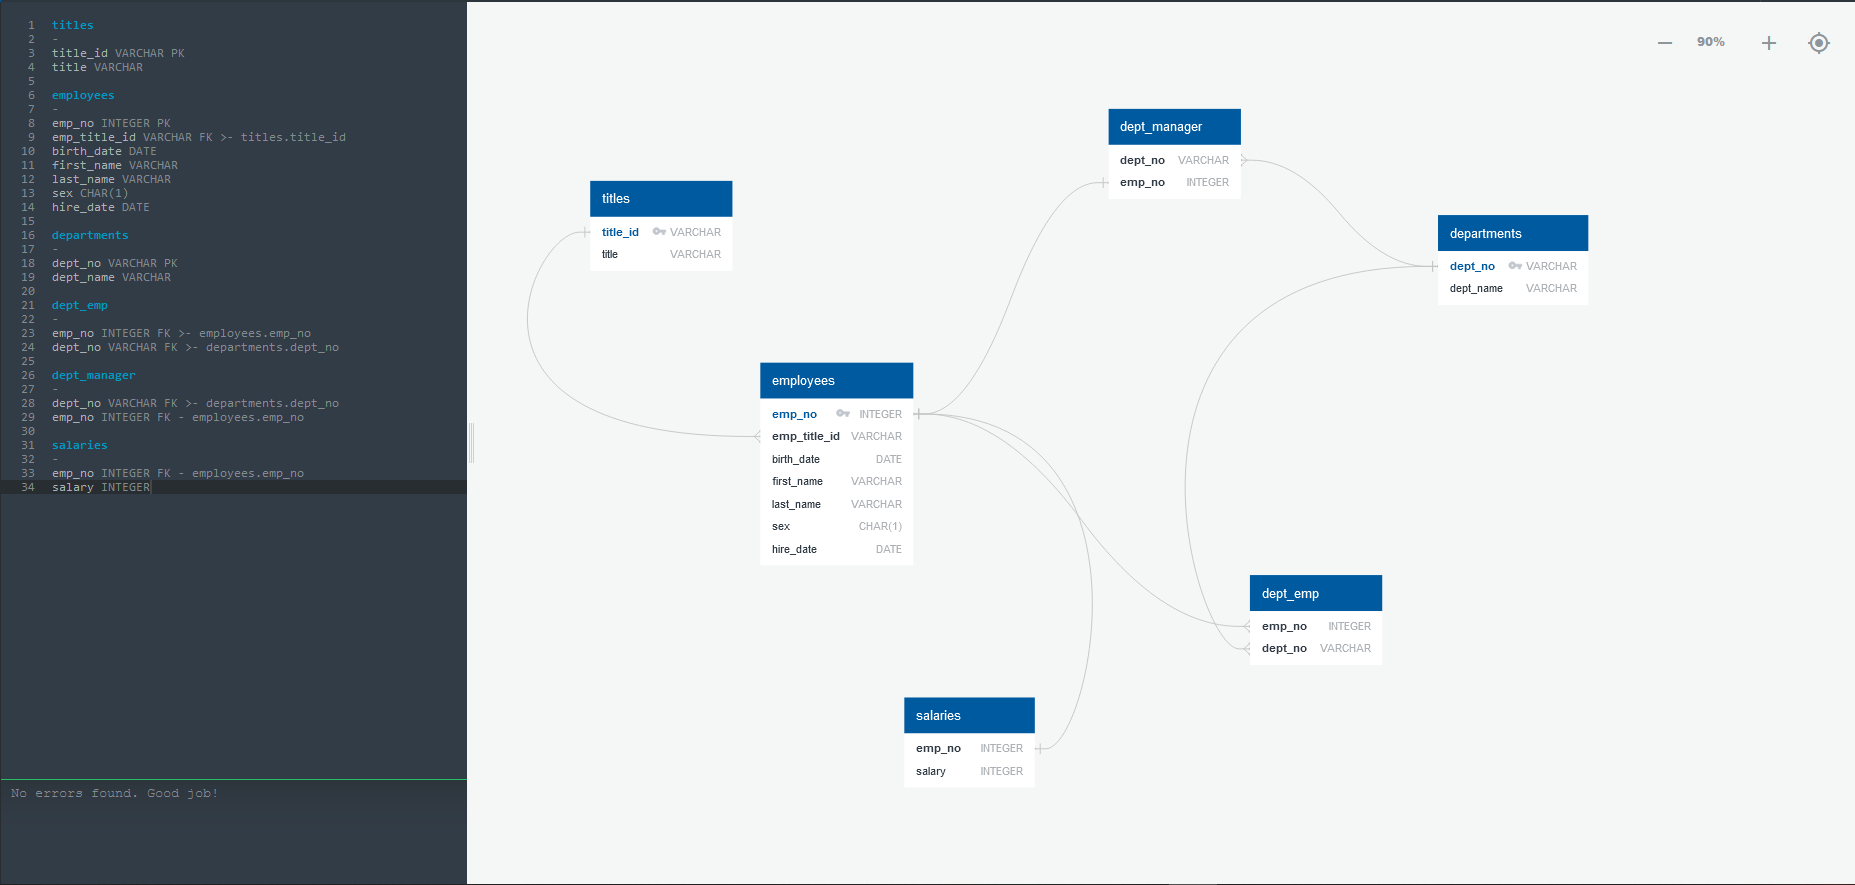 1 titles
2 -
3 title_id VARCHAR PK
4 title VARCHAR
5
6 employees
7 -
8 emp_no INTEGER PK
9 emp_title_id VARCHAR FK >- titles.title_id
10 birth_date DATE
11 first_name VARCHAR
12 last_name VARCHAR
13 sex CHAR(1)
14 hire_date DATE
15
16 departments
17 -
18 dept_no VARCHAR PK
19 dept_name VARCHAR
20
21 dept_emp
22 -
23 emp_no INTEGER FK >- employees.emp_no
24 dept_no VARCHAR FK >- departments.dept_no
25
26 dept_manager
27 -
28 dept_no VARCHAR FK >- departments.dept_no
29 emp_no INTEGER FK - employees.emp_no
30
31 salaries
32 -
33 emp_no INTEGER FK - employees.emp_no
34 salary INTEGER
No errors found. Good job!
90%
titles
title_id VARCHAR
title VARCHAR
dept_manager
dept_no VARCHAR
emp_no INTEGER
departments
dept_no VARCHAR
dept_name VARCHAR
employees
emp_no INTEGER
emp_title_id VARCHAR
birth_date DATE
first_name VARCHAR
last_name VARCHAR
sex CHAR(1)
hire_date DATE
dept_emp
emp_no INTEGER
dept_no VARCHAR
salaries
emp_no INTEGER
salary INTEGER